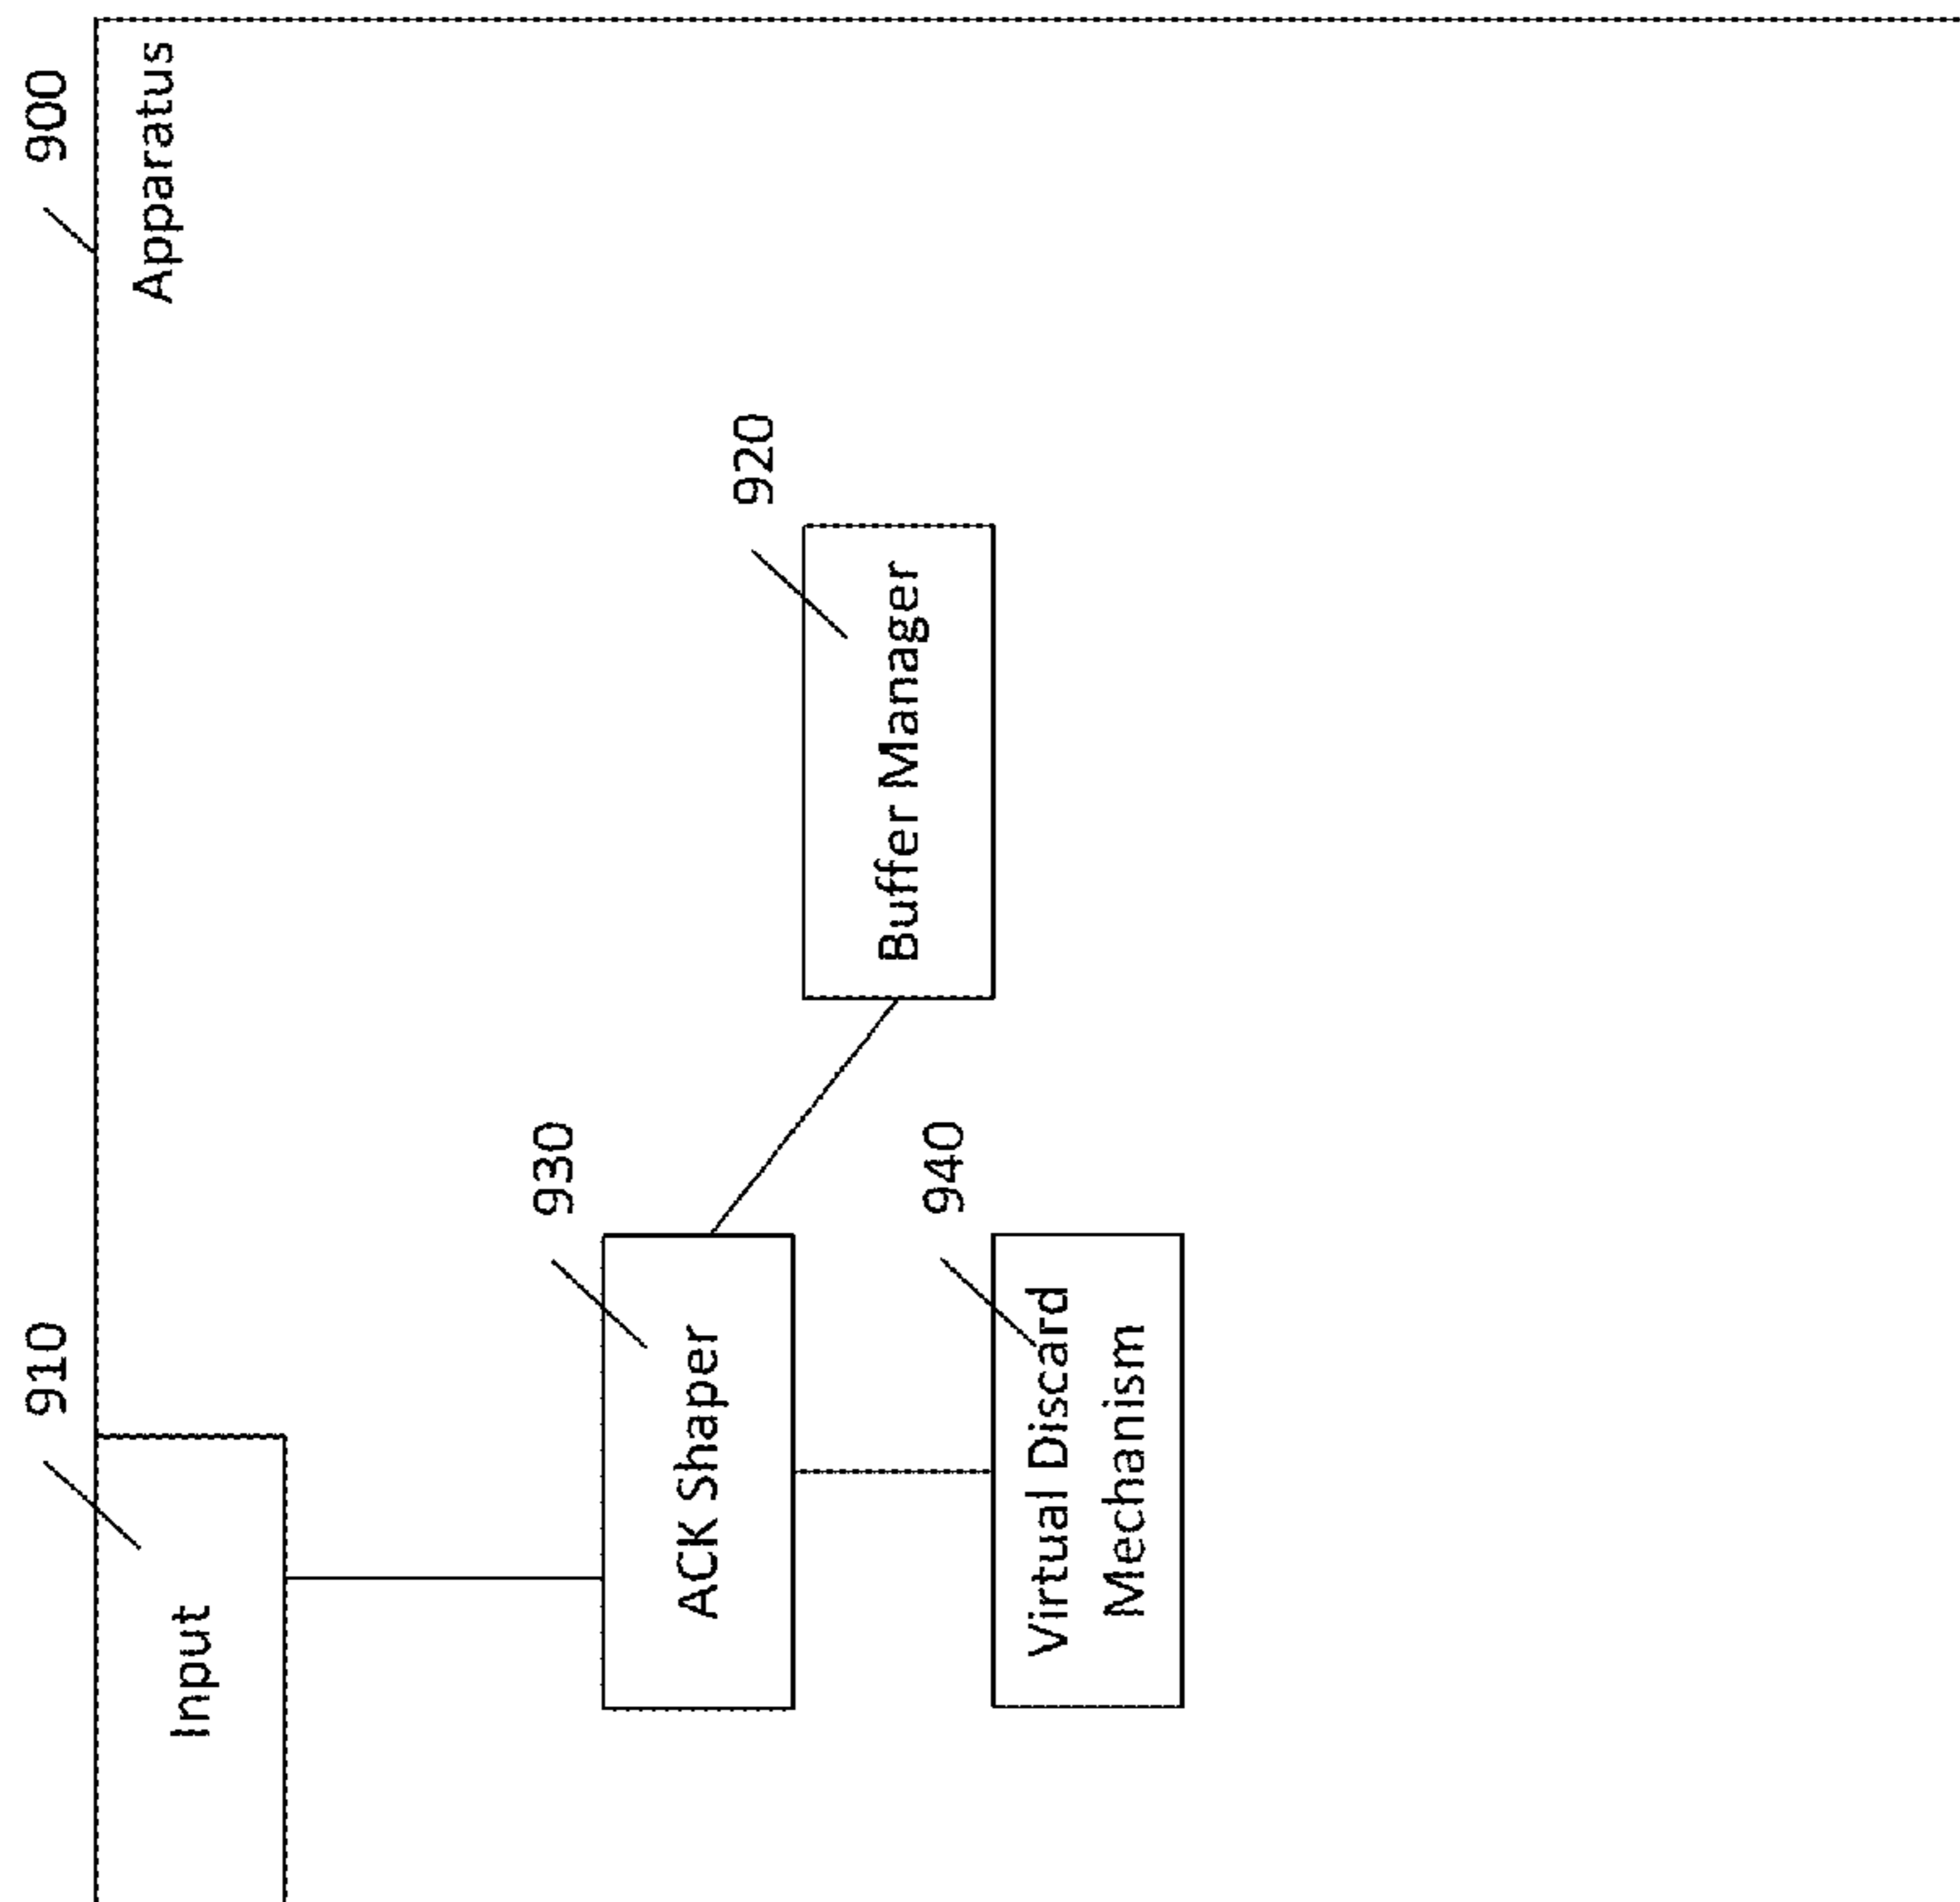 900
Apparatus
910
Input
920
Buffer Manager
930
ACK Shaper
940
Virtual Discard
Mechanism